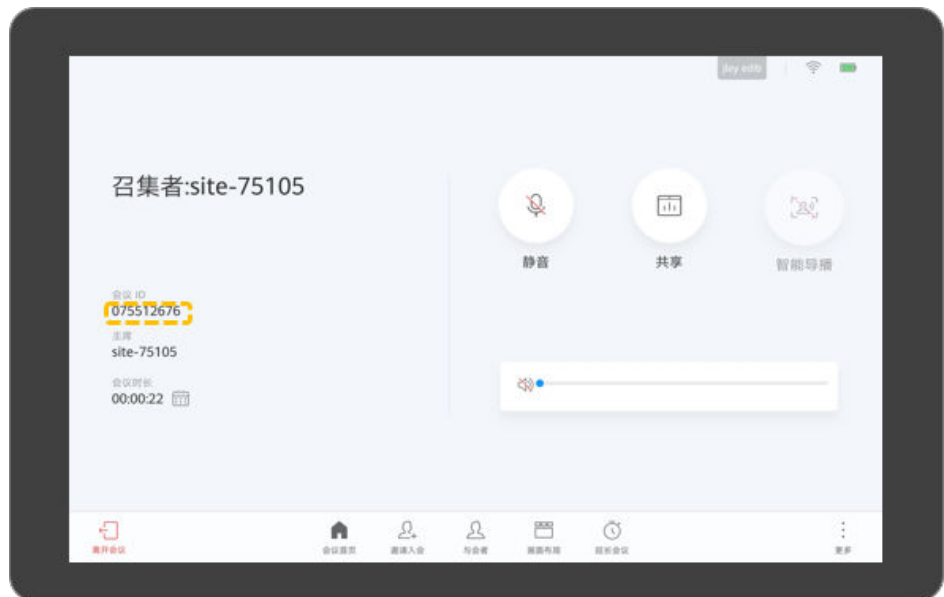 召集者:site-75105
静音
共享
智能导播
会议 ID
075512676
主席
site-75105
会议时长
00:00:22
离开会议
会议首页
邀请入会
与会者
画面布局
延长会议
更多